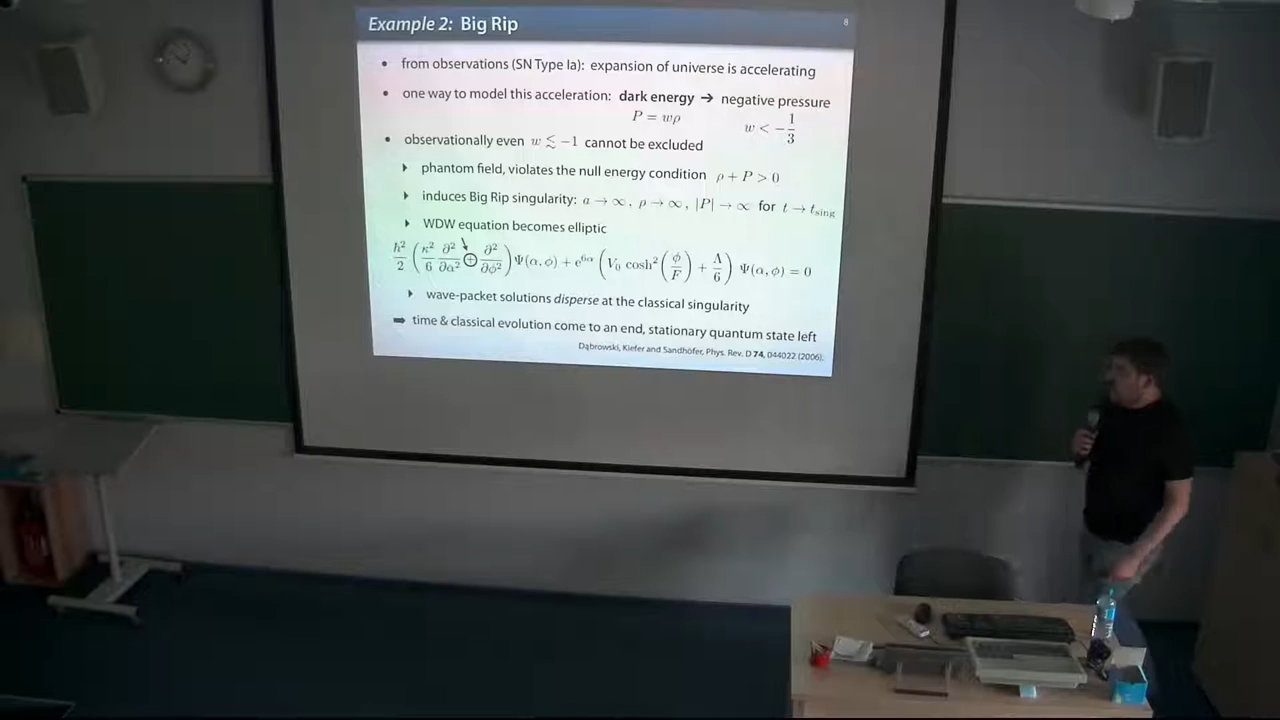 Example 2: Big Rip
8
• from observations (SN Type Ia): expansion of universe is accelerating
• one way to model this acceleration: dark energy → negative pressure
P = wρ w < −1/3
• observationally even w ≲ −1 cannot be excluded
‣ phantom field, violates the null energy condition ρ + P > 0
‣ induces Big Rip singularity: a → ∞, ρ → ∞, |P| → ∞ for t → t_sing
‣ WDW equation becomes elliptic
ħ²/2 (κ²/6 ∂²/∂α² ⊕ ∂²/∂ϕ²) Ψ(α, ϕ) + e^{6α} (V₀ cosh²(ϕ/F) + Λ/6) Ψ(α, ϕ) = 0
‣ wave-packet solutions disperse at the classical singularity
➡ time & classical evolution come to an end, stationary quantum state left
Dąbrowski, Kiefer and Sandhöfer, Phys. Rev. D 74, 044022 (2006).